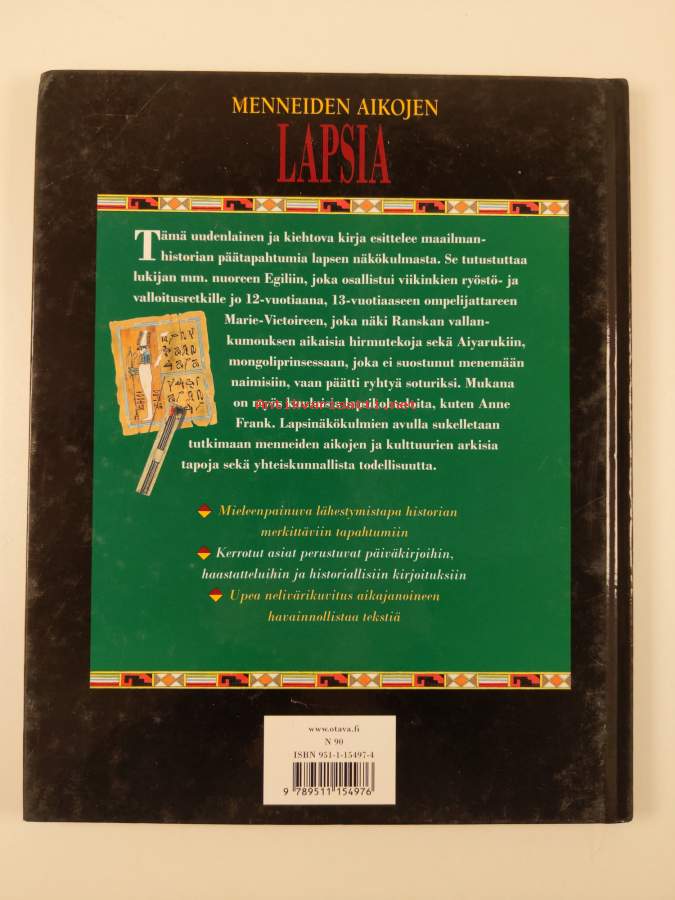 MENNEIDEN AIKOJEN
LAPSIA
Tämä uudenlainen ja kiehtova kirja esittelee maailman-
historian päätapahtumia lapsen näkökulmasta. Se tutustuttaa
lukijan mm. nuoreen Egiliin, joka osallistui viikinkien ryöstö- ja
valloitusretkille jo 12-vuotiaana, 13-vuotiaaseen ompelijattareen
Marie-Victoireen, joka näki Ranskan vallan-
kumouksen aikaisia hirmutekoja sekä Aiyarukiin,
mongoliprinsessaan, joka ei suostunut menemään
naimisiin, vaan päätti ryhtyä soturiksi. Mukana
on myös kuuluisia lapsikohtaloita, kuten Anne
Frank. Lapsinäkökulmien avulla sukelletaan
tutkimaan menneiden aikojen ja kulttuurien arkisia
tapoja sekä yhteiskunnallista todellisuutta.
Mieleenpainuva lähestymistapa historian
merkittäviin tapahtumiin
Kerrotut asiat perustuvat päiväkirjoihin,
haastatteluihin ja historiallisiin kirjoituksiin
Upea nelivärikuvitus aikajanoineen
havainnollistaa tekstiä
www.otava.fi
N 90
ISBN 951-1-15497-4
9 789511 154976